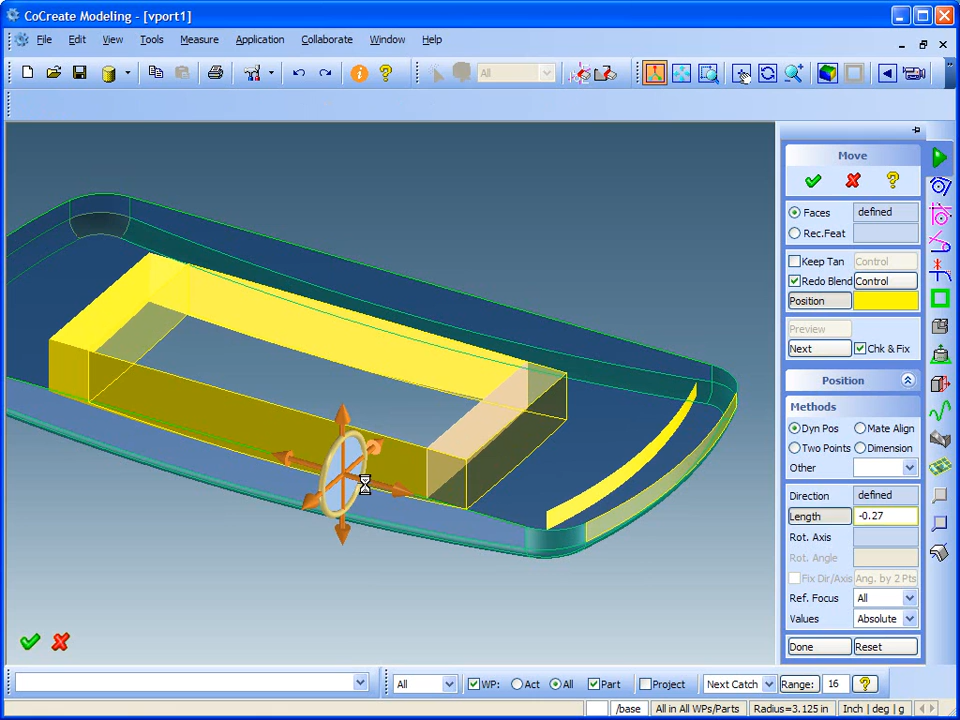 CoCreate Modeling - [vport1]
File Edit View Tools Measure Application Collaborate Window Help
All
Move
Faces defined
Rec.Feat
Keep Tan Control
Redo Blend Control
Position
Preview
Next Chk & Fix
Position
Methods
Dyn Pos Mate Align
Two Points Dimension
Other
Direction defined
Length -0.27
Rot. Axis
Rot. Angle
Fix Dir/Axis Ang. by 2 Pts
Ref. Focus All
Values Absolute
Done Reset
All WP: Act All Part Project Next Catch Range: 16
/base All in All WPs/Parts Radius=3.125 in Inch | deg | g